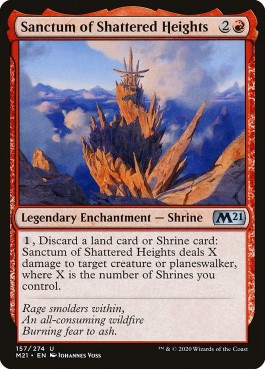 Sanctum of Shattered Heights 2
Legendary Enchantment — Shrine M21
1, Discard a land card or Shrine card:
Sanctum of Shattered Heights deals X
damage to target creature or planeswalker,
where X is the number of Shrines you
control.
Rage smolders within,
An all-consuming wildfire
Burning fear to ash.
157/274 U
M21 • EN Johannes Voss
™ & © 2020 Wizards of the Coast